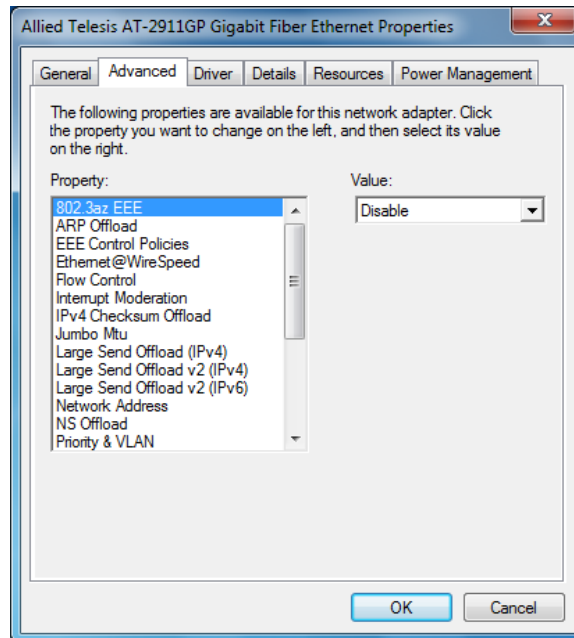 Allied Telesis AT-2911GP Gigabit Fiber Ethernet Properties
General Advanced Driver Details Resources Power Management
The following properties are available for this network adapter. Click
the property you want to change on the left, and then select its value
on the right.
Property:
Value:
802.3az EEE
Disable
ARP Offload
EEE Control Policies
Ethernet@WireSpeed
Flow Control
Interrupt Moderation
IPv4 Checksum Offload
Jumbo Mtu
Large Send Offload (IPv4)
Large Send Offload v2 (IPv4)
Large Send Offload v2 (IPv6)
Network Address
NS Offload
Priority & VLAN
OK Cancel